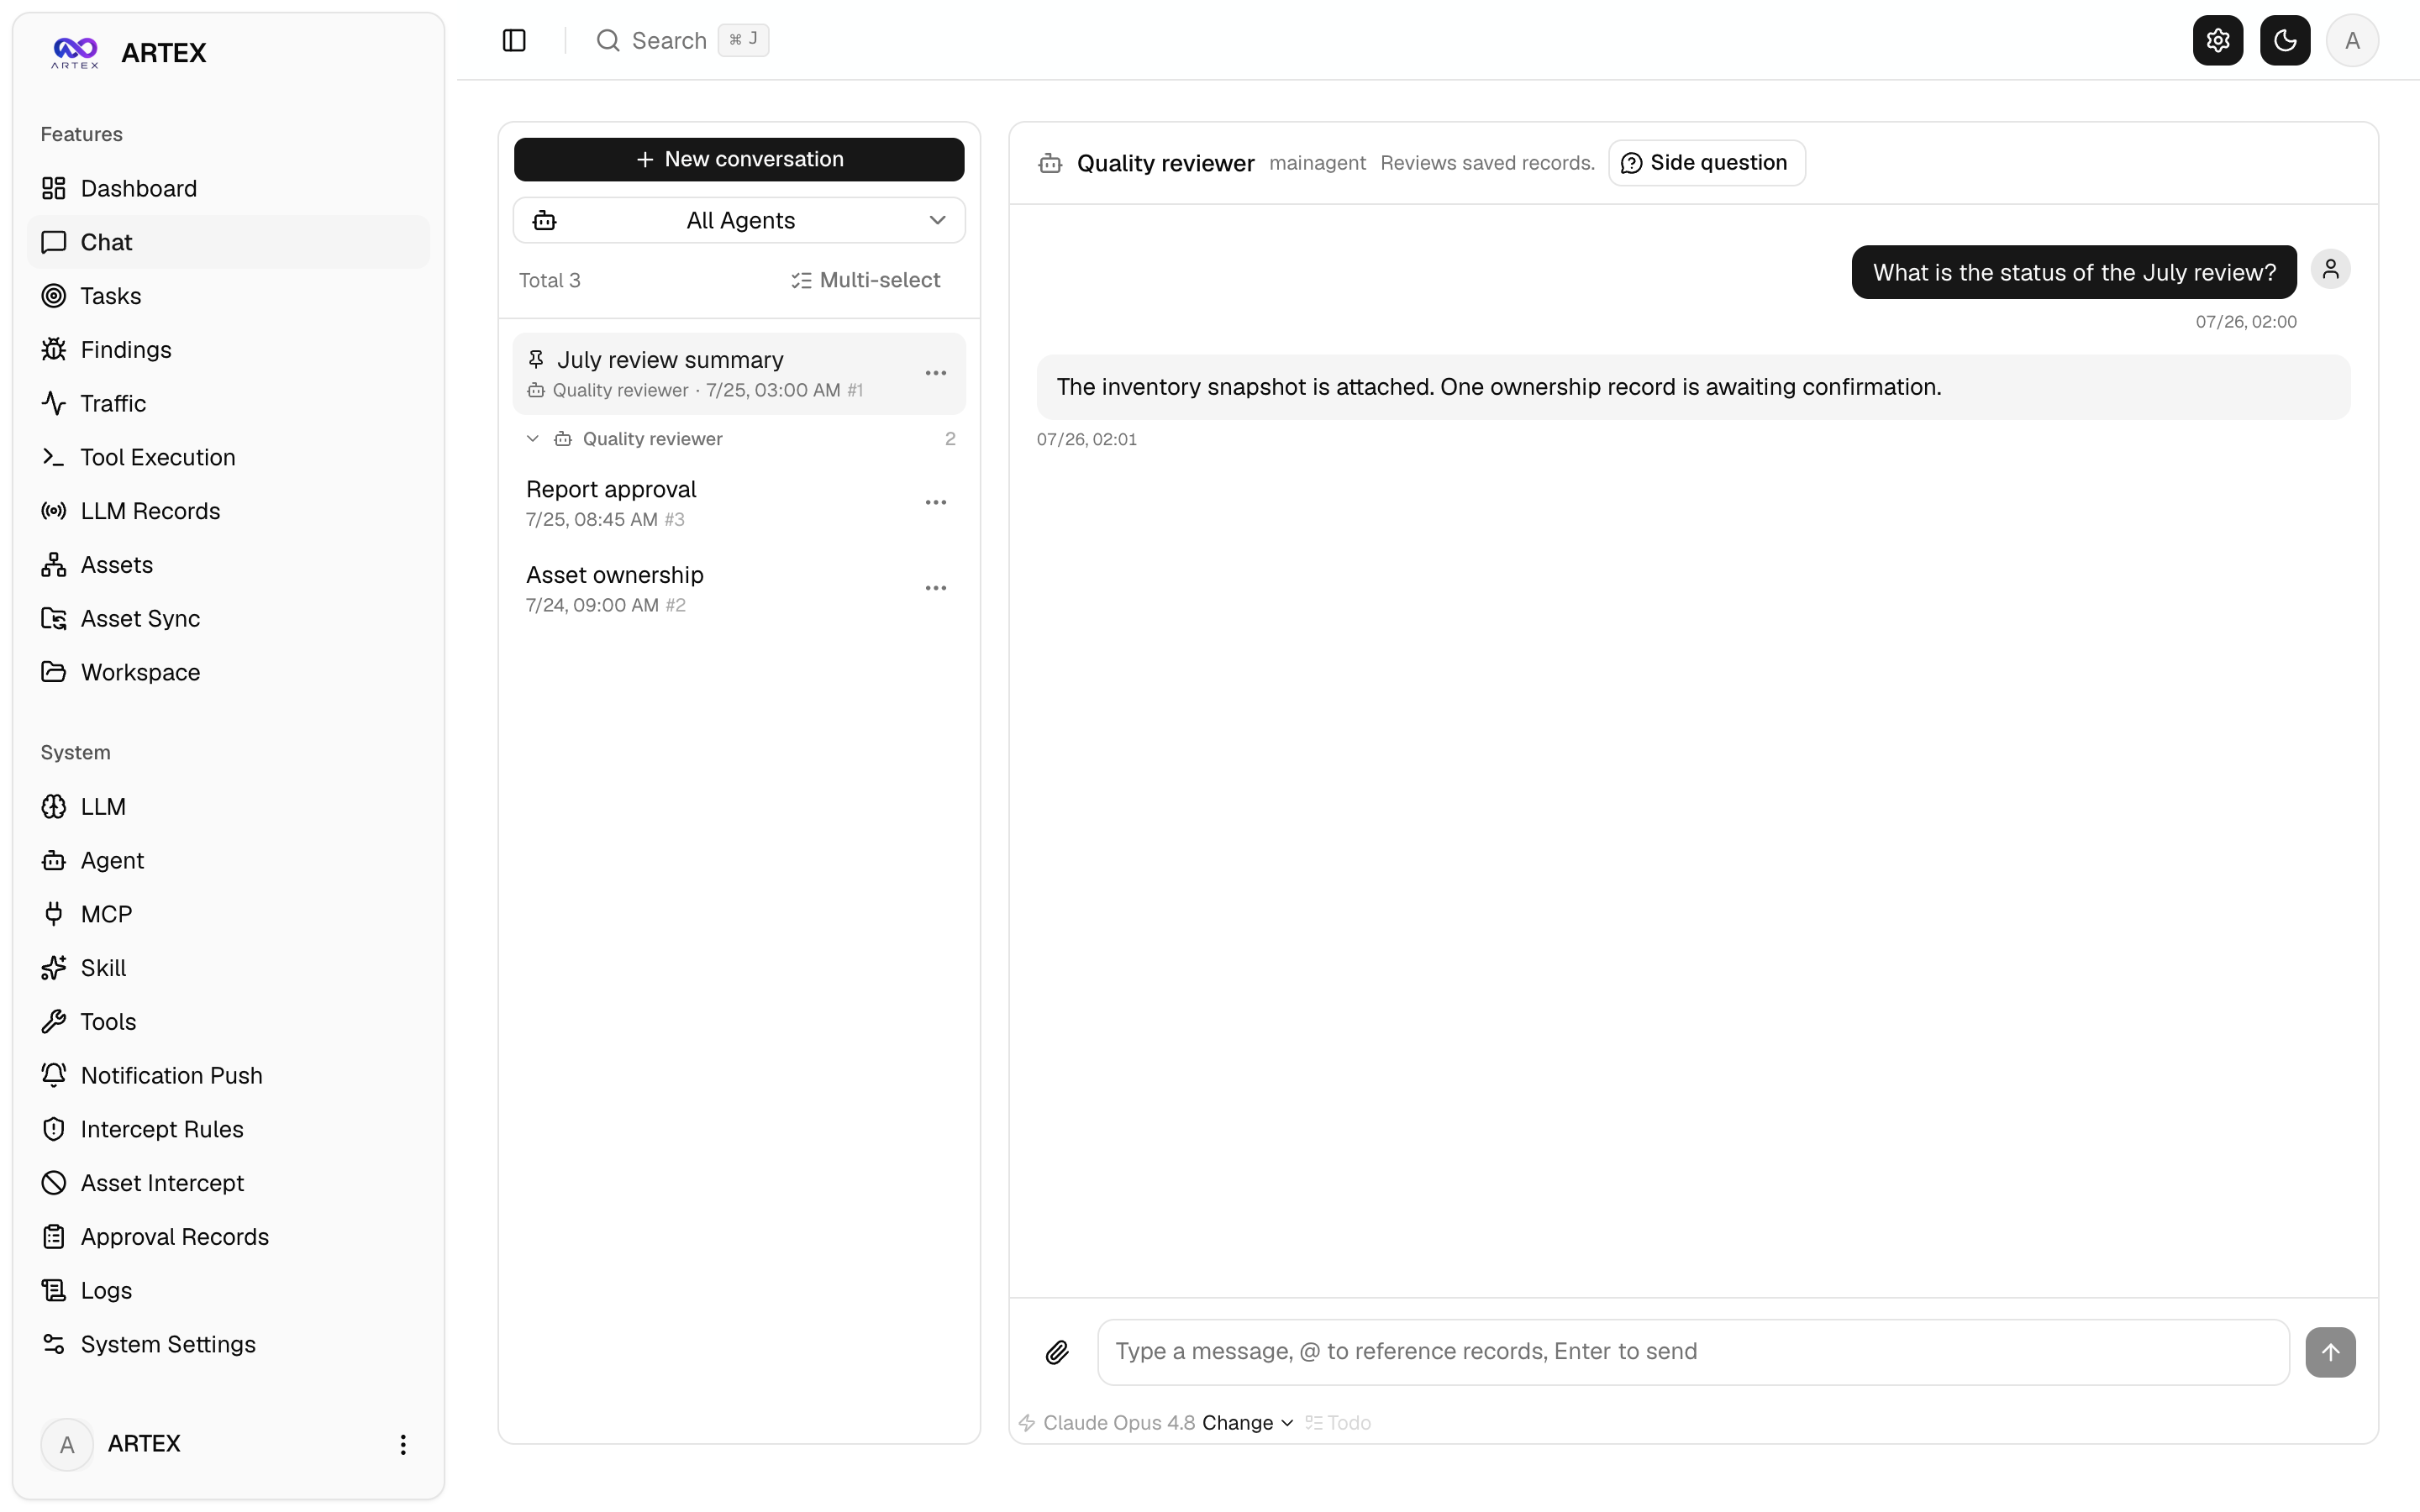 ARTEX
ARTEX
Features
Dashboard
Chat
Tasks
Findings
Traffic
Tool Execution
LLM Records
Assets
Asset Sync
Workspace
System
LLM
Agent
MCP
Skill
Tools
Notification Push
Intercept Rules
Asset Intercept
Approval Records
Logs
System Settings
A ARTEX
Search ⌘ J
A
New conversation
All Agents
Total 3 Multi-select
July review summary
Quality reviewer · 7/25, 03:00 AM #1
Quality reviewer 2
Report approval
7/25, 08:45 AM #3
Asset ownership
7/24, 09:00 AM #2
Quality reviewer mainagent Reviews saved records. Side question
What is the status of the July review?
07/26, 02:00
The inventory snapshot is attached. One ownership record is awaiting confirmation.
07/26, 02:01
Type a message, @ to reference records, Enter to send
Claude Opus 4.8 Change Todo